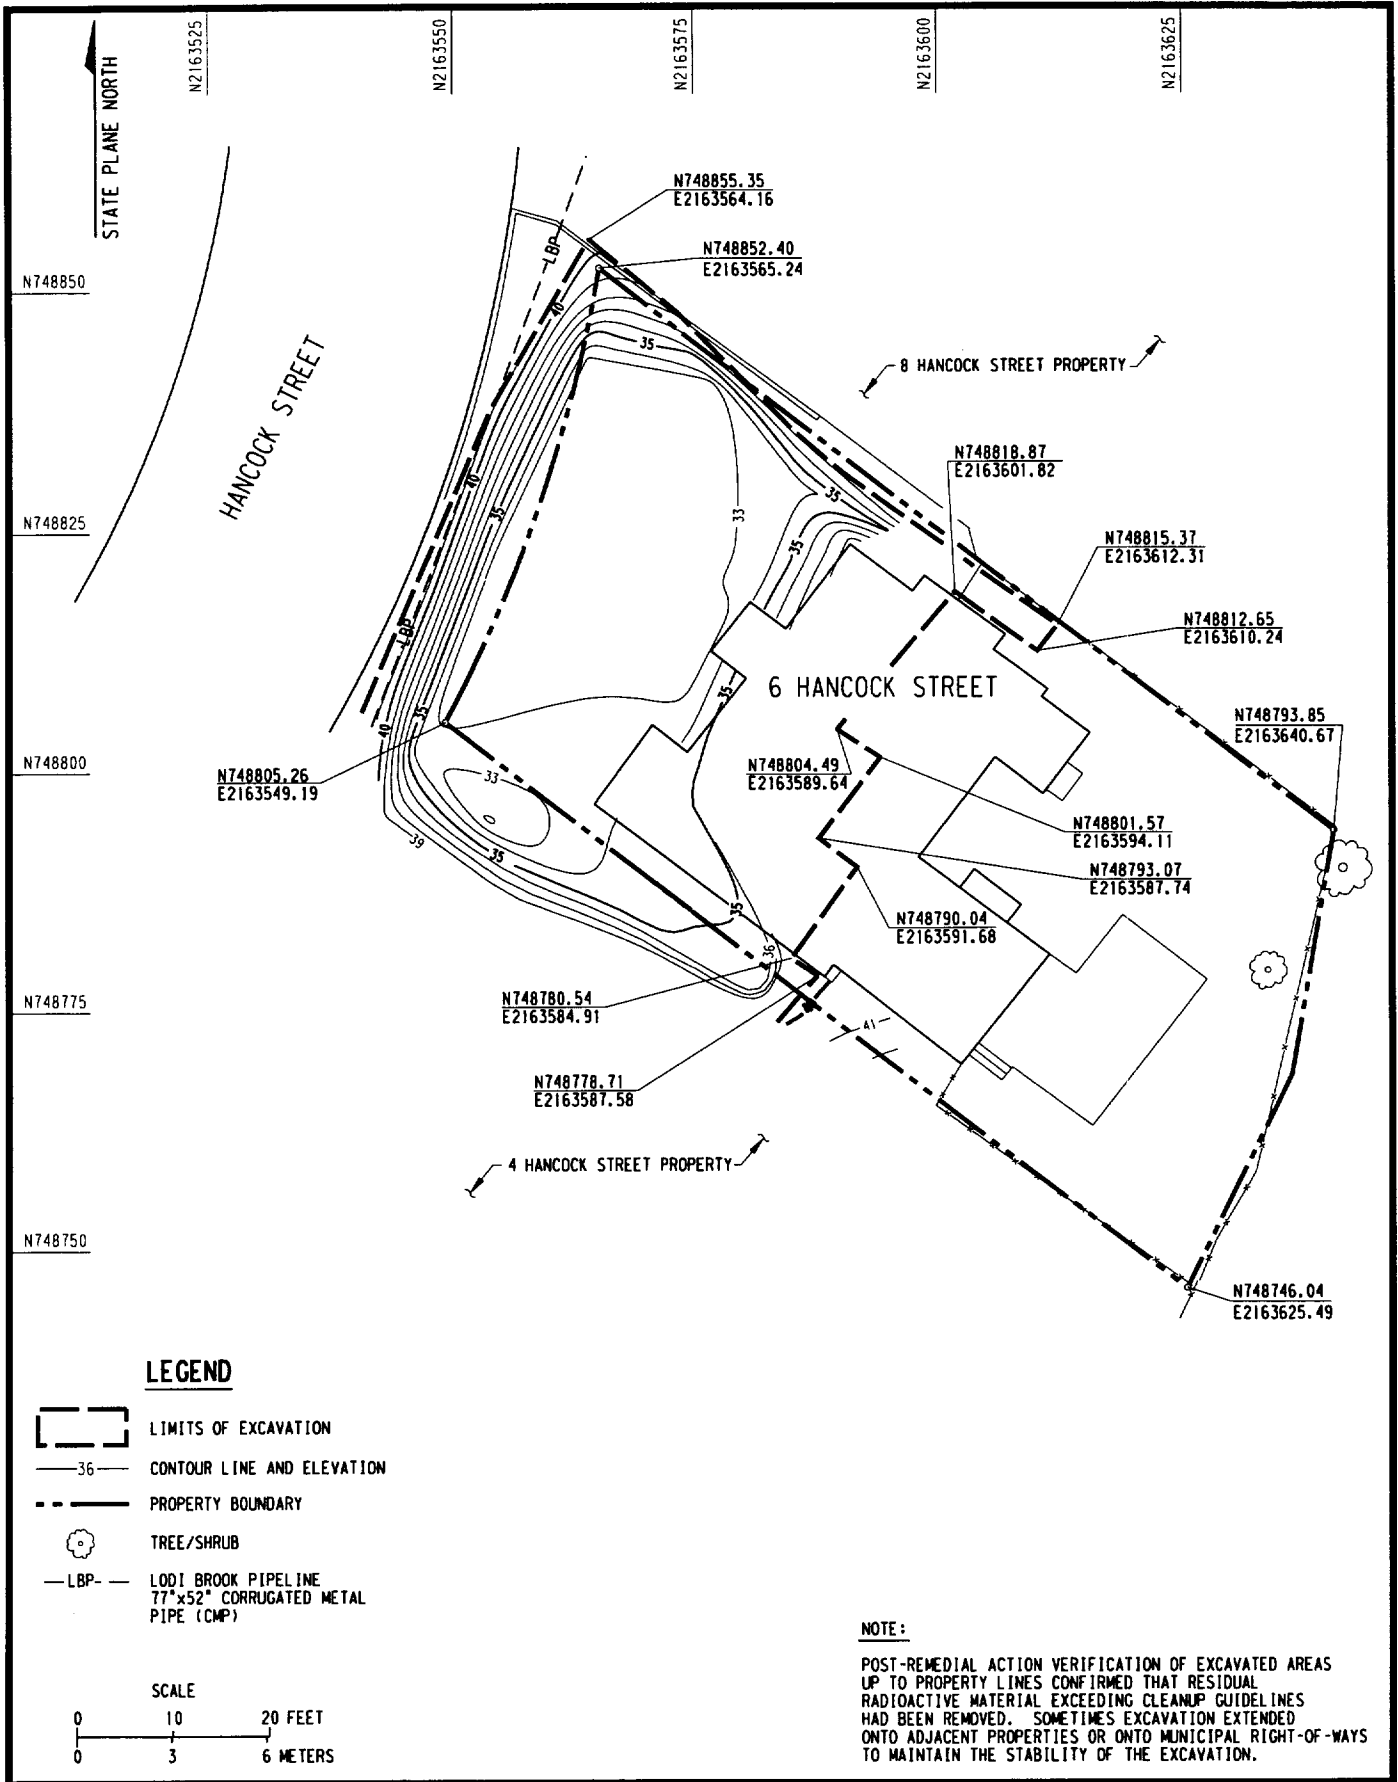 N2163525
N2163550
N2163575
N2163600
N2163625
STATE PLANE NORTH
N748855.35
E2163564.16
LBP
N748852.40
E2163565.24
N748850
40
35
8 HANCOCK STREET PROPERTY
HANCOCK STREET
N748818.87
E2163601.82
40
35
33
35
N748825
35
N748815.37
E2163612.31
N748812.65
E2163610.24
LBP
6 HANCOCK STREET
35
40
35
N748793.85
E2163640.67
N748800
N748805.26
E2163549.19
33
N748804.49
E2163589.64
N748801.57
E2163594.11
39
35
N748793.07
E2163587.74
35
N748790.04
E2163591.68
36
N748775
N748780.54
E2163584.91
41
N748778.71
E2163587.58
4 HANCOCK STREET PROPERTY
N748750
N748746.04
E2163625.49
LEGEND
LIMITS OF EXCAVATION
36 CONTOUR LINE AND ELEVATION
PROPERTY BOUNDARY
TREE/SHRUB
—LBP- — LODI BROOK PIPELINE
77"x52" CORRUGATED METAL
PIPE (CMP)
SCALE
0 10 20 FEET
0 3 6 METERS
NOTE:
POST-REMEDIAL ACTION VERIFICATION OF EXCAVATED AREAS
UP TO PROPERTY LINES CONFIRMED THAT RESIDUAL
RADIOACTIVE MATERIAL EXCEEDING CLEANUP GUIDELINES
HAD BEEN REMOVED. SOMETIMES EXCAVATION EXTENDED
ONTO ADJACENT PROPERTIES OR ONTO MUNICIPAL RIGHT-OF-WAYS
TO MAINTAIN THE STABILITY OF THE EXCAVATION.